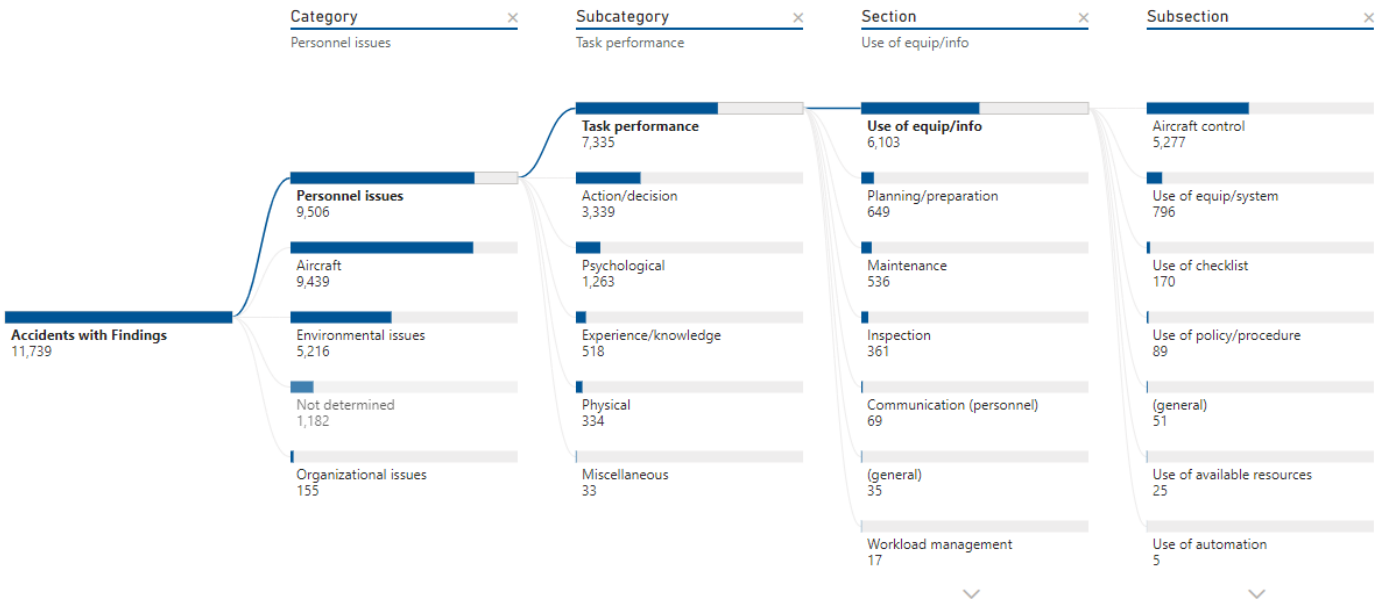 Category
Personnel issues
Subcategory
Task performance
Section
Use of equip/info
Subsection
Accidents with Findings
11,739
Personnel issues
9,506
Aircraft
9,439
Environmental issues
5,216
Not determined
1,182
Organizational issues
155
Task performance
7,335
Action/decision
3,339
Psychological
1,263
Experience/knowledge
518
Physical
334
Miscellaneous
33
Use of equip/info
6,103
Planning/preparation
649
Maintenance
536
Inspection
361
Communication (personnel)
69
(general)
35
Workload management
17
Aircraft control
5,277
Use of equip/system
796
Use of checklist
170
Use of policy/procedure
89
(general)
51
Use of available resources
25
Use of automation
5